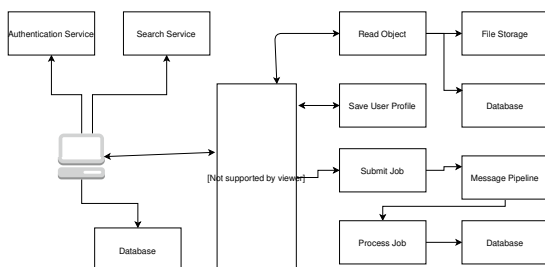 Authentication Service
Search Service
Read Object
File Storage
Save User Profile
Database
[Not supported by viewer]
Submit Job
Message Pipeline
Database
Process Job
Database